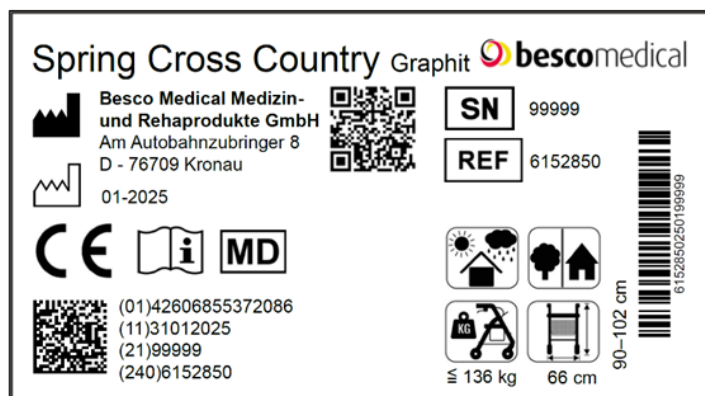 Spring Cross Country Graphit
bescomedical
Besco Medical Medizin-
und Rehaprodukte GmbH
Am Autobahnzubringer 8
D - 76709 Kronau
01-2025
SN 99999
REF 6152850
CE
i
MD
(01)42606855372086
(11)31012025
(21)99999
(240)6152850
KG
≦ 136 kg
66 cm
90–102 cm
6152850250199999